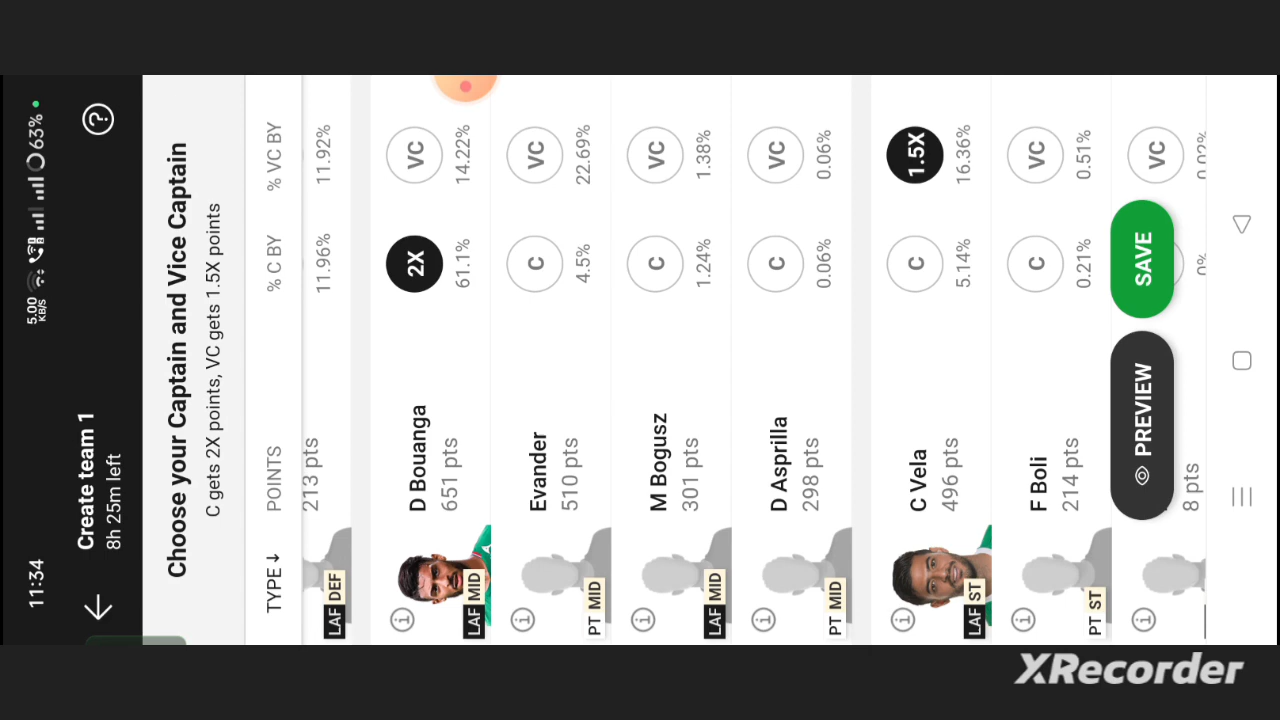 11:34
5.00 KB/S
63%
Create team 1
8h 25m left
?
Choose your Captain and Vice Captain
C gets 2X points, VC gets 1.5X points
TYPE ↓ POINTS % C BY % VC BY
LAF DEF
213 pts 11.96% 11.92%
D Bouanga 2X VC
LAF MID 651 pts 61.1% 14.22%
Evander C VC
PT MID 510 pts 4.5% 22.69%
M Bogusz C VC
LAF MID 301 pts 1.24% 1.38%
D Asprilla C VC
PT MID 298 pts 0.06% 0.06%
C Vela C 1.5X
LAF ST 496 pts 5.14% 16.36%
F Boli C VC
PT ST 214 pts 0.21% 0.51%
VC
PREVIEW SAVE
8 pts 0%
XRecorder